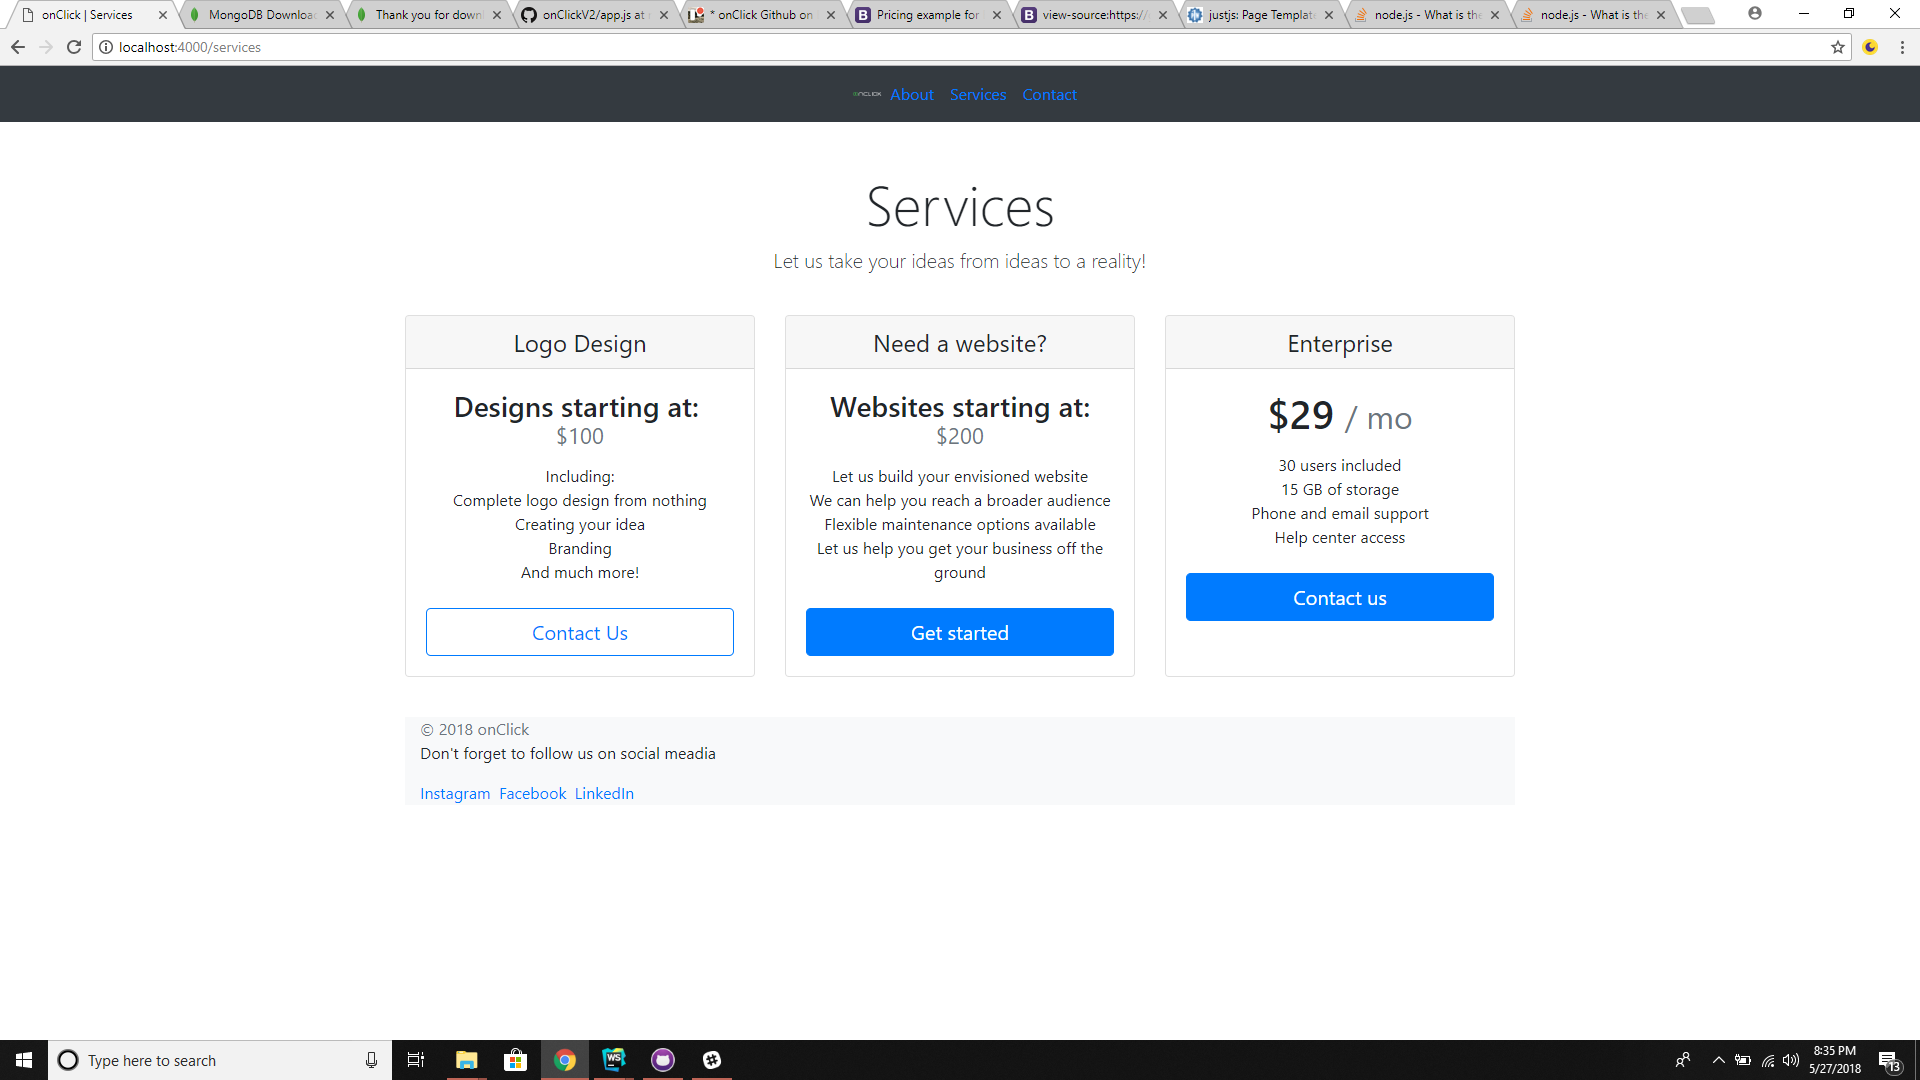 onClick | Services
MongoDB Downloa
Thank you for down
onClickV2/app.js at
* onClick Github on
Pricing example for
view-source:https://
justjs: Page Templat
node.js - What is the
node.js - What is the
localhost:4000/services
ONCLICK About Services Contact
Services
Let us take your ideas from ideas to a reality!
Logo Design
Designs starting at:
$100
Including:
Complete logo design from nothing
Creating your idea
Branding
And much more!
Contact Us
Need a website?
Websites starting at:
$200
Let us build your envisioned website
We can help you reach a broader audience
Flexible maintenance options available
Let us help you get your business off the
ground
Get started
Enterprise
$29 / mo
30 users included
15 GB of storage
Phone and email support
Help center access
Contact us
© 2018 onClick
Don't forget to follow us on social meadia
Instagram Facebook LinkedIn
Type here to search
WS
8:35 PM
5/27/2018
13